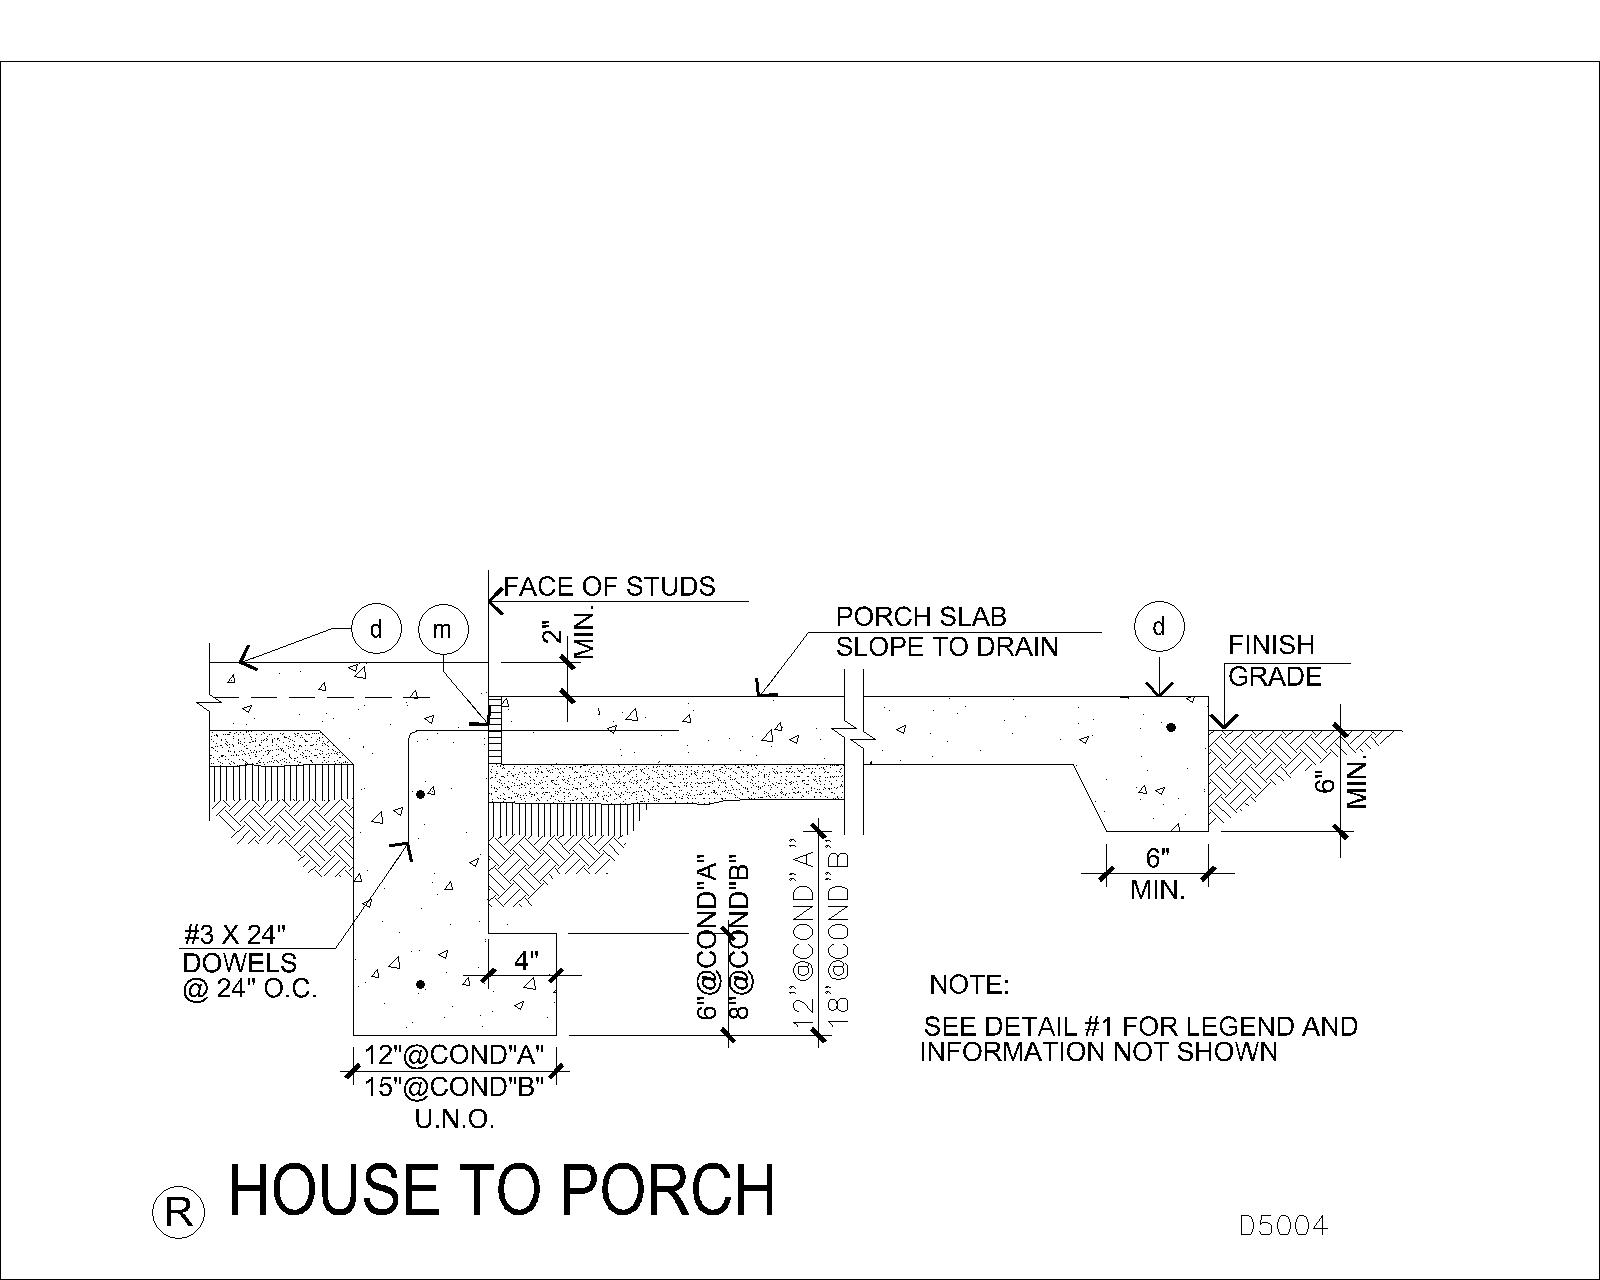 FACE OF STUDS
d
m
2"
MIN.
PORCH SLAB
SLOPE TO DRAIN
d
FINISH
GRADE
6"
MIN.
6"
MIN.
#3 X 24"
DOWELS
@ 24" O.C.
4"
6"@COND"A"
8"@COND"B"
12"@COND"A"
18"@COND"B"
12"@COND"A"
15"@COND"B"
U.N.O.
NOTE:
SEE DETAIL #1 FOR LEGEND AND
INFORMATION NOT SHOWN
R HOUSE TO PORCH
D5004